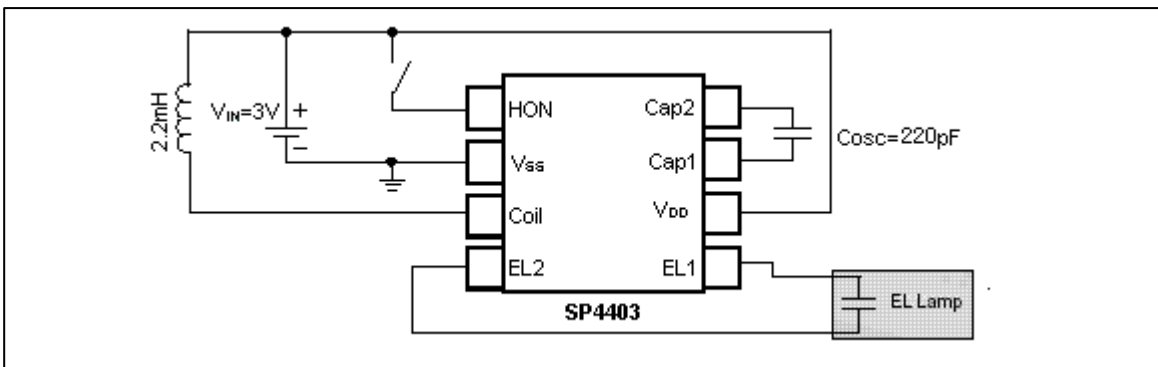 2.2mH
VIN=3V
+
-
HON
Vss
Coil
EL2
Cap2
Cap1
VDD
EL1
Cosc=220pF
EL Lamp
SP4403